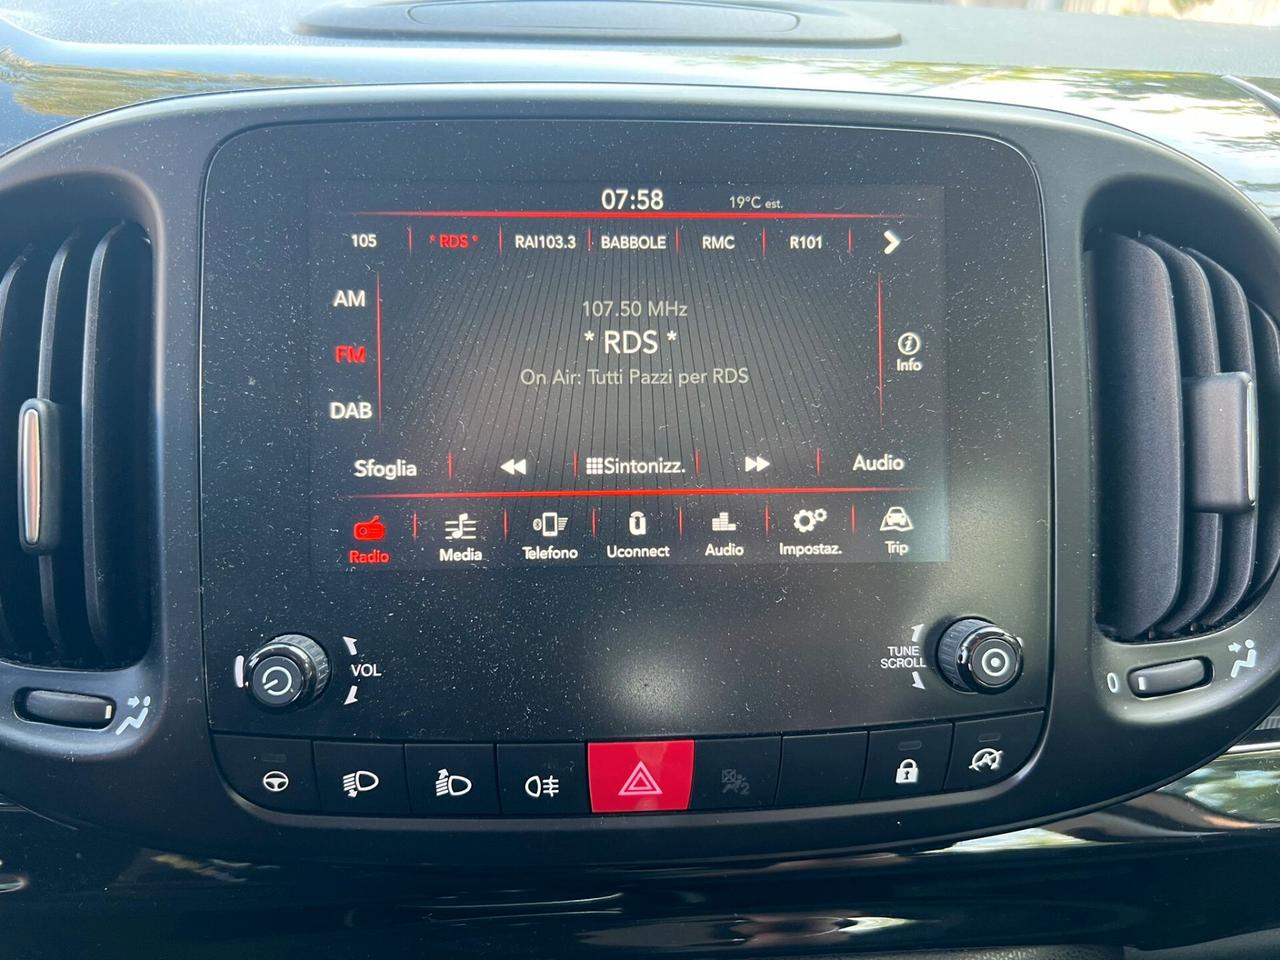 07:58 19°C est.
105 * RDS * RAI103.3 BABBOLE RMC R101
AM
107.50 MHz
* RDS *
FM
Info
On Air: Tutti Pazzi per RDS
DAB
Sfoglia Sintonizz. Audio
Radio Media Telefono Uconnect Audio Impostaz. Trip
VOL
TUNE
SCROLL
0
2